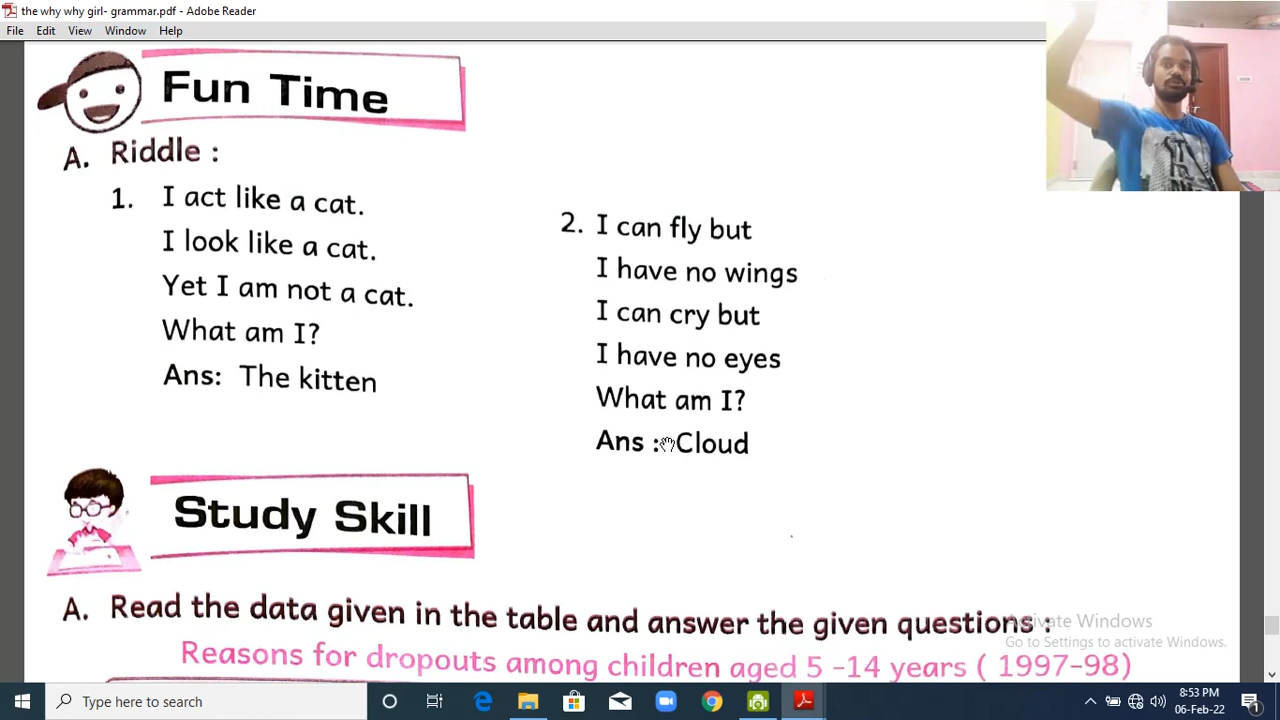 the why why girl- grammar.pdf - Adobe Reader
File Edit View Window Help
Fun Time
A. Riddle :
1. I act like a cat.
I look like a cat.
Yet I am not a cat.
What am I?
Ans: The kitten
2. I can fly but
I have no wings
I can cry but
I have no eyes
What am I?
Ans : Cloud
Study Skill
A. Read the data given in the table and answer the given questions :
Reasons for dropouts among children aged 5 -14 years ( 1997-98)
Activate Windows
Go to Settings to activate Windows.
Type here to search
8:53 PM
06-Feb-22